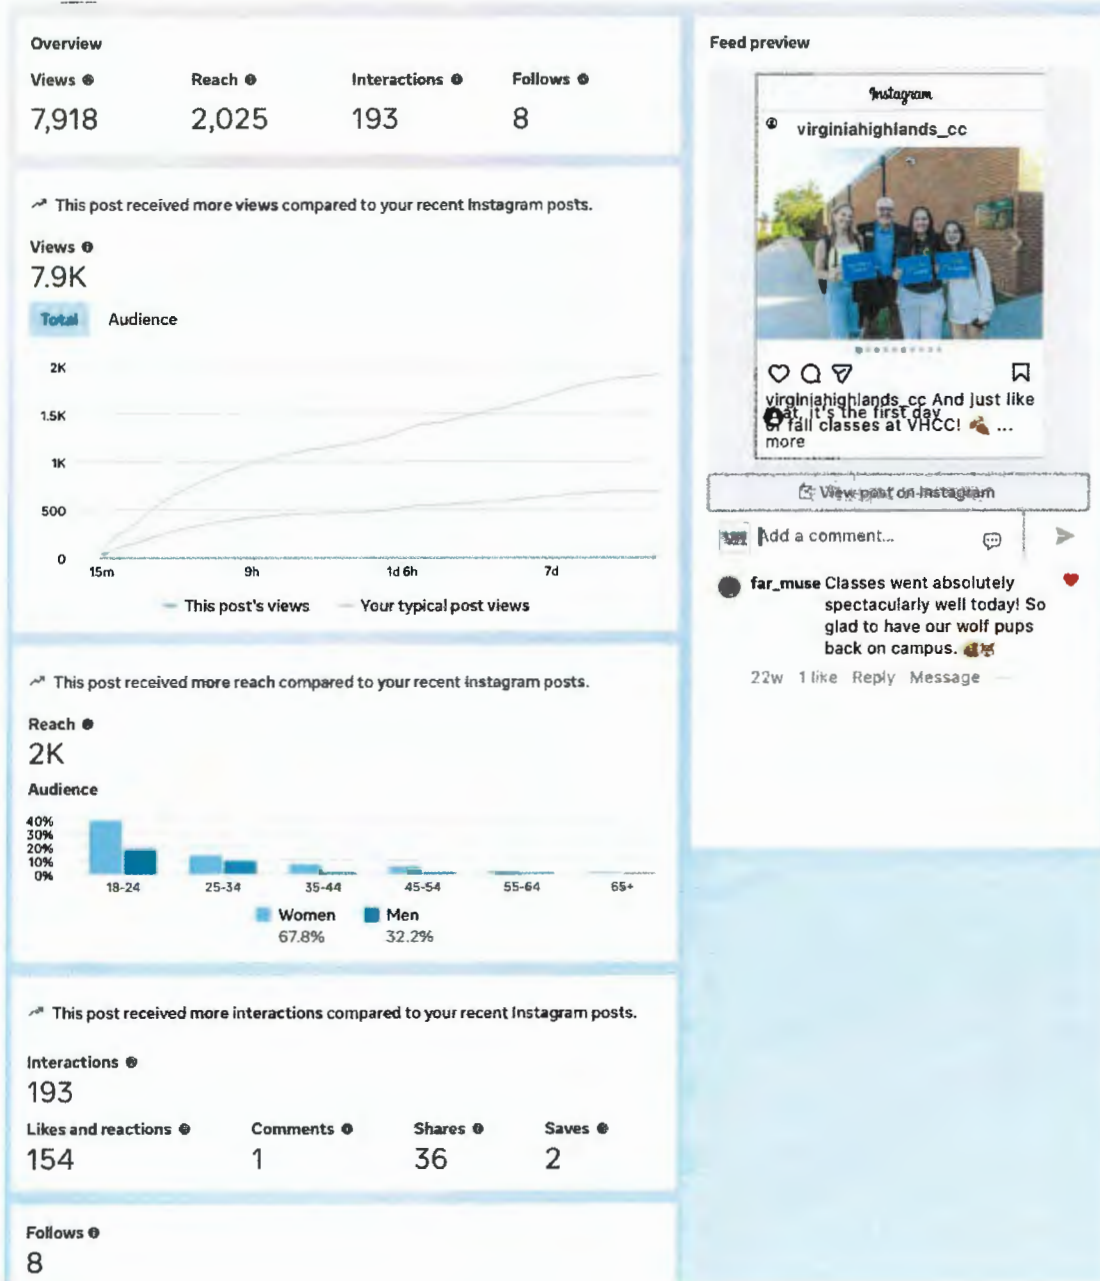 Overview
Views Reach Interactions Follows
7,918 2,025 193 8
This post received more views compared to your recent Instagram posts.
Views
7.9K
Total Audience
2K
1.5K
1K
500
0
15m 9h 1d 6h 7d
This post's views Your typical post views
This post received more reach compared to your recent Instagram posts.
Reach
2K
Audience
40%
30%
20%
10%
0%
18-24 25-34 35-44 45-54 55-64 65+
Women Men
67.8% 32.2%
This post received more interactions compared to your recent Instagram posts.
Interactions
193
Likes and reactions Comments Shares Saves
154 1 36 2
Follows
8
Feed preview
Instagram
virginiahighlands_cc
virginiahighlands_cc And just like
that, it's the first day
of fall classes at VHCC! ...
more
View post on Instagram
Add a comment...
far_muse Classes went absolutely
spectacularly well today! So
glad to have our wolf pups
back on campus.
22w 1 like Reply Message